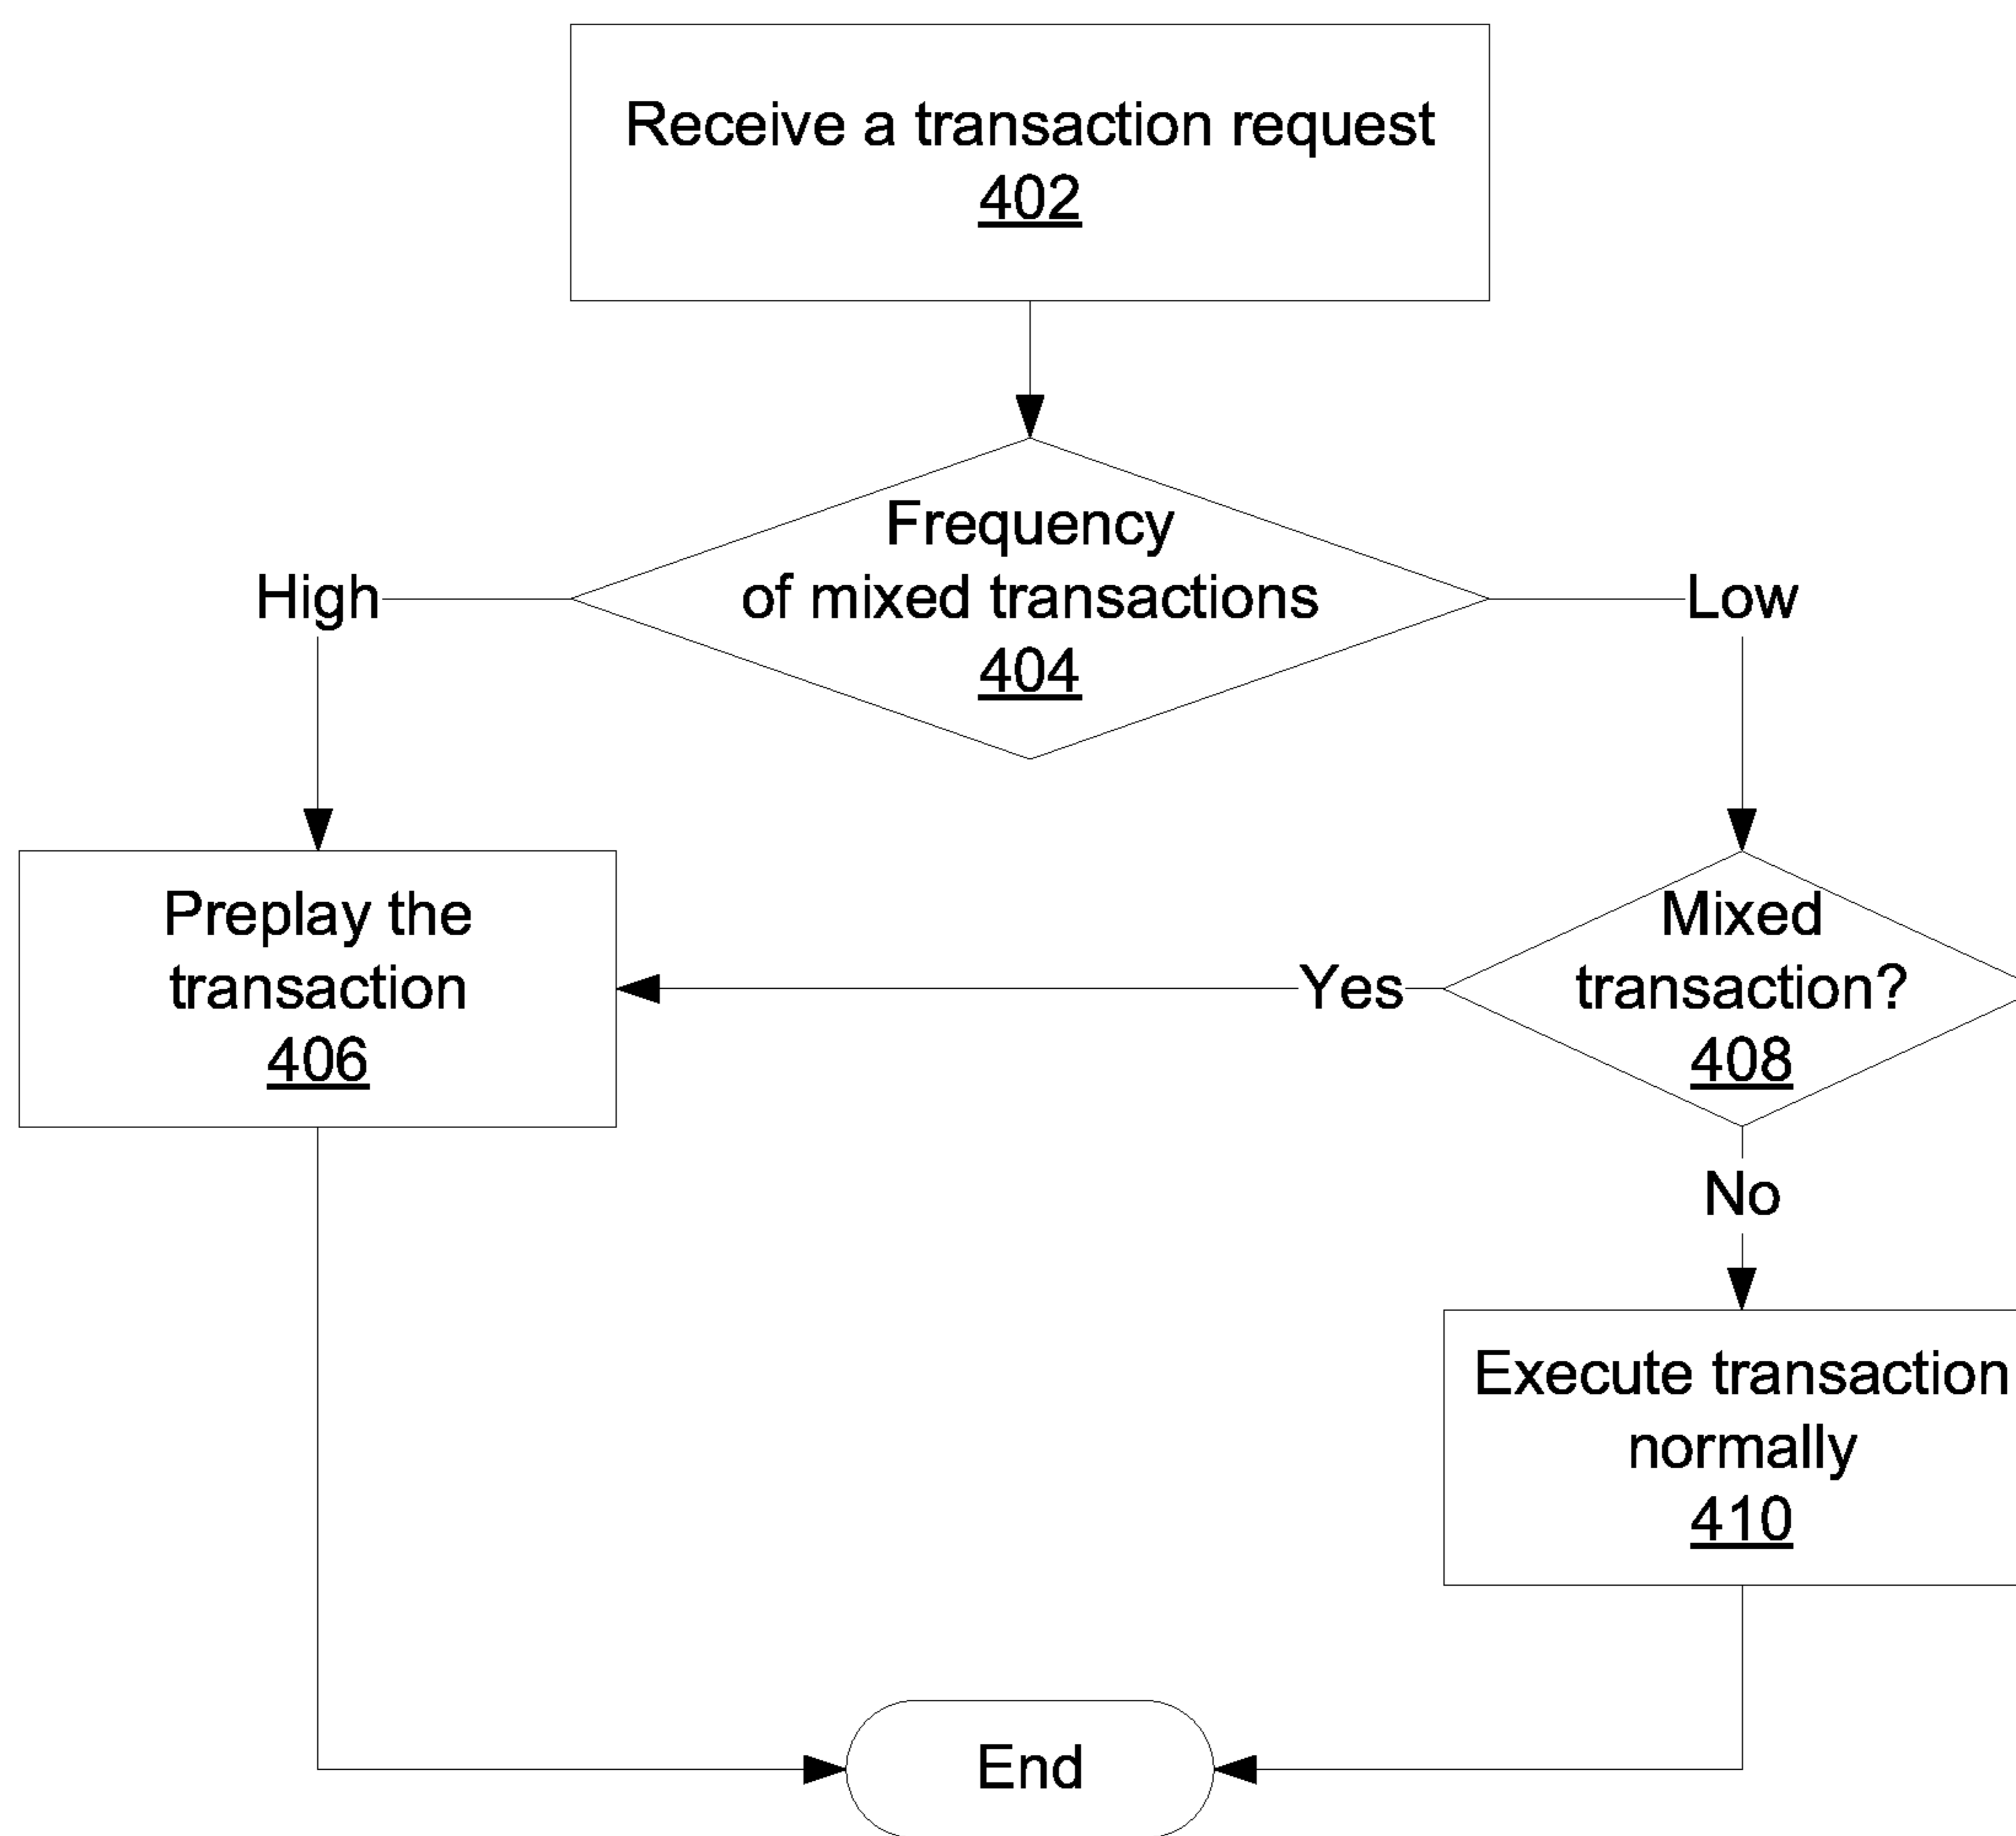 Receive a transaction request
402
Frequency
of mixed transactions
404
High
Low
Preplay the
transaction
406
Yes
Mixed
transaction?
408
No
Execute transaction
normally
410
End